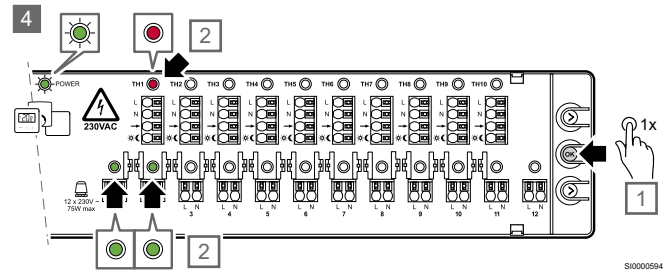 4
2
POWER
TH1 TH2 TH3 TH4 TH5 TH6 TH7 TH8 TH9 TH10
L
N
230VAC
OK
1x
1
12 x 230V ~
75W max
L N L N L N L N L N L N L N L N L N L N
3 4 5 6 7 8 9 10 11 12
2
SI0000594